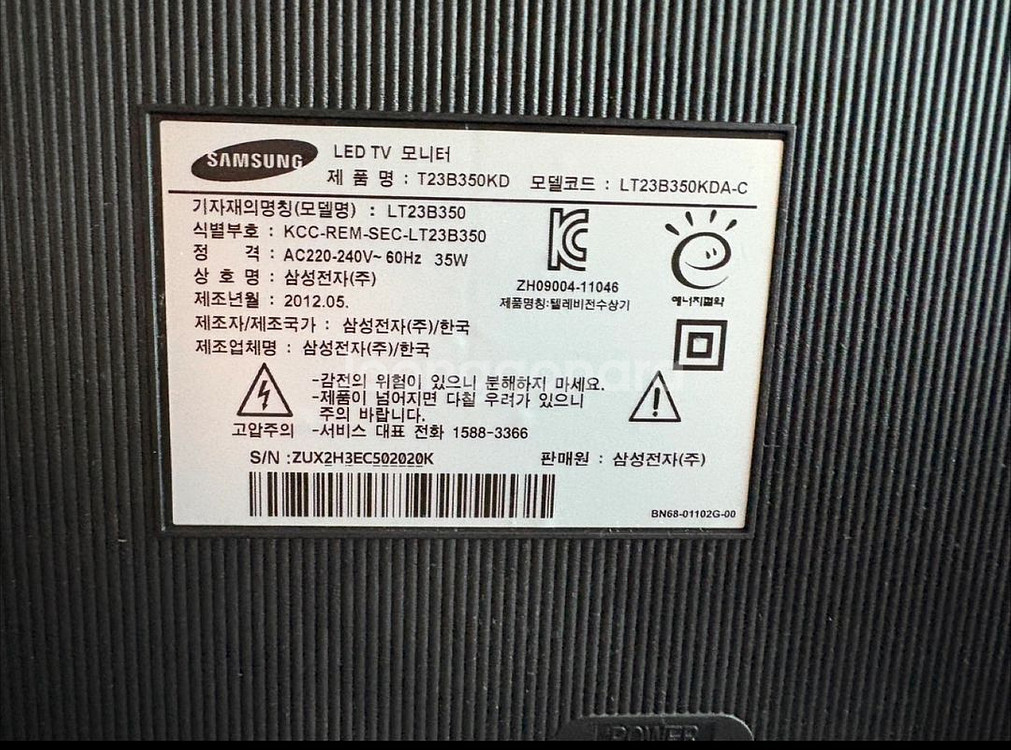 SAMSUNG
LED TV 모니터
제 품 명 : T23B350KD 모델코드 : LT23B350KDA-C
기자재의명칭(모델명) : LT23B350
식별부호 : KCC-REM-SEC-LT23B350
정 격 : AC220-240V~ 60Hz 35W
상 호 명 : 삼성전자(주)
제조년월 : 2012.05.
제조자/제조국가 : 삼성전자(주)/한국
제조업체명 : 삼성전자(주)/한국
ZH09004-11046
제품명칭:텔레비전수상기
에너지절약
-감전의 위험이 있으니 분해하지 마세요.
-제품이 넘어지면 다칠 우려가 있으니
주의 바랍니다.
고압주의 -서비스 대표 전화 1588-3366
S/N :ZUX2H3EC502020K 판매원 : 삼성전자(주)
BN68-01102G-00
POWER